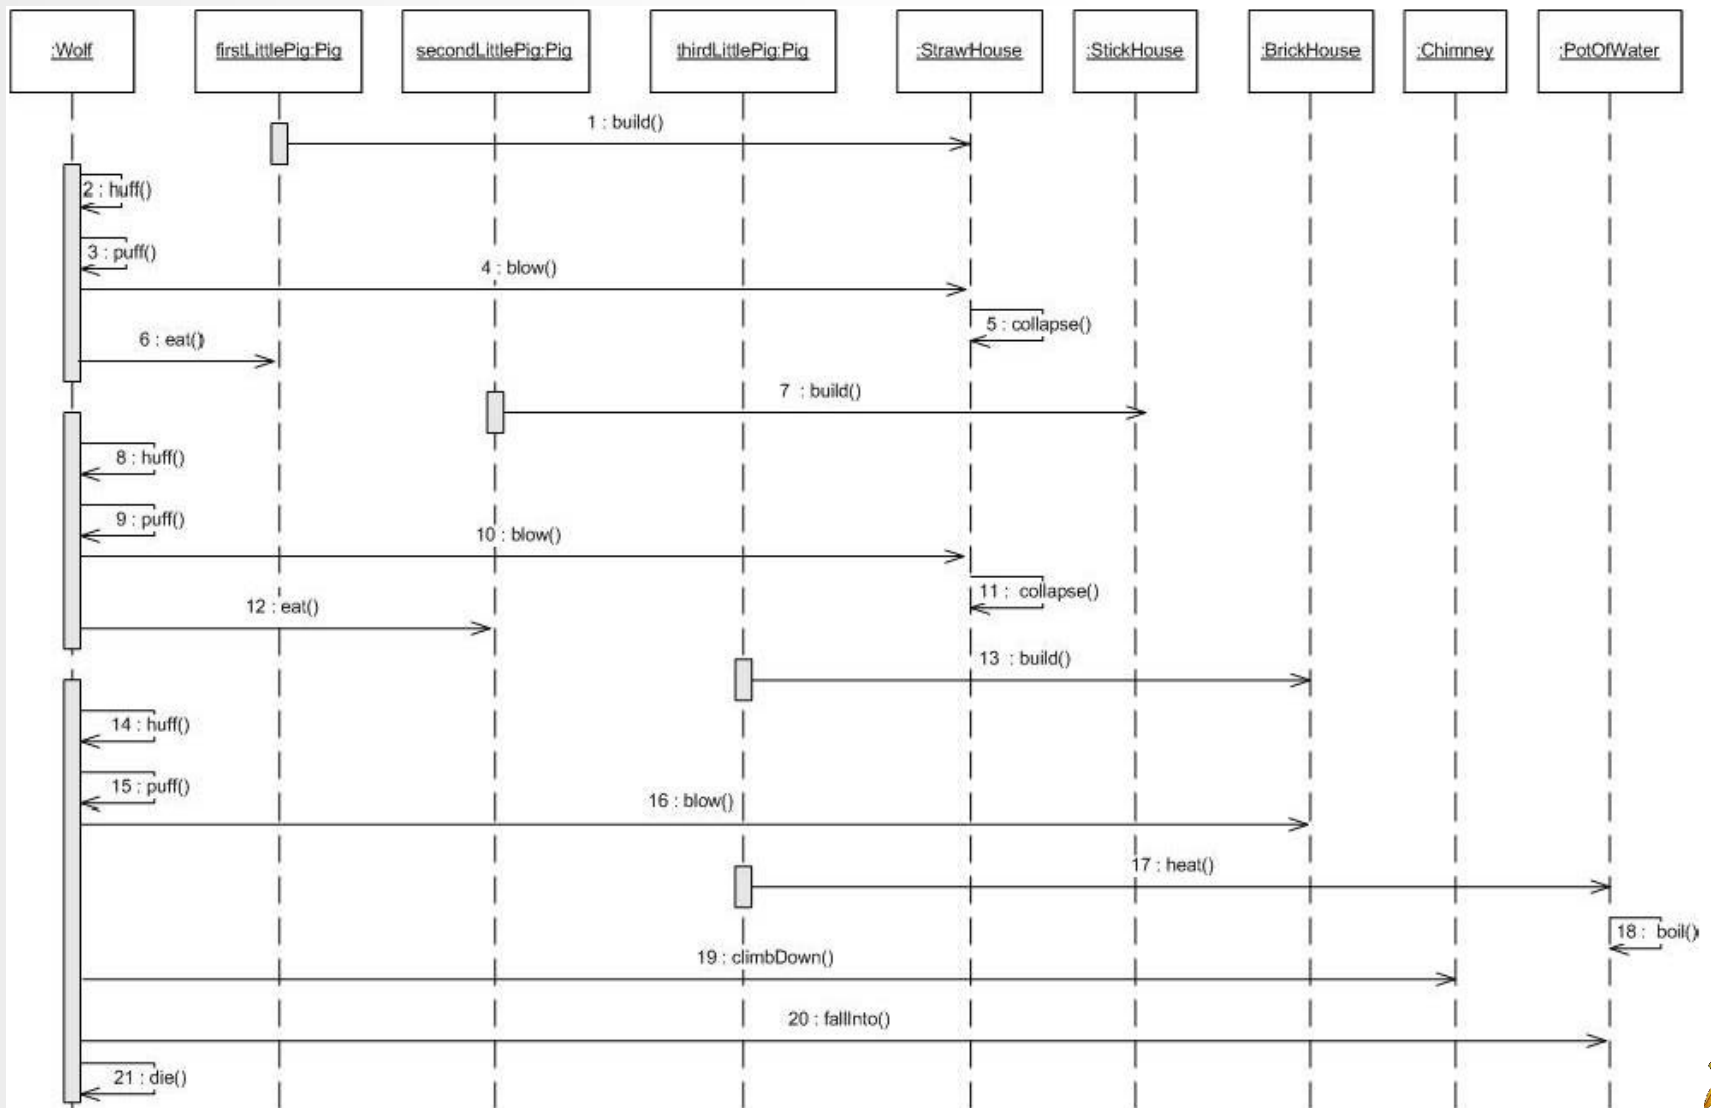 :Wolf
firstLittlePig:Pig
secondLittlePig:Pig
thirdLittlePig:Pig
:StrawHouse
:StickHouse
:BrickHouse
:Chimney
:PotOfWater
1 : build()
2 : huff()
3 : puff()
4 : blow()
5 : collapse()
6 : eat()
7 : build()
8 : huff()
9 : puff()
10 : blow()
11 : collapse()
12 : eat()
13 : build()
14 : huff()
15 : puff()
16 : blow()
17 : heat()
18 : boil()
19 : climbDown()
20 : fallInto()
21 : die()